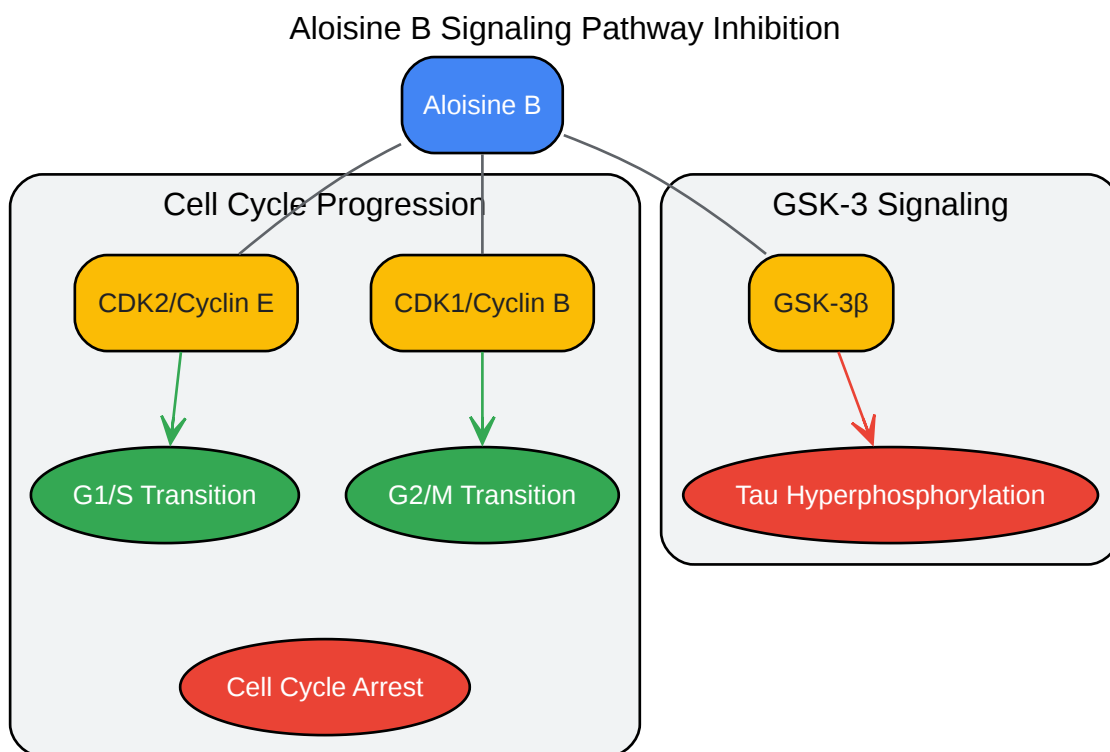 Aloisine B Signaling Pathway Inhibition
Aloisine B
Cell Cycle Progression
GSK-3 Signaling
CDK2/Cyclin E
CDK1/Cyclin B
GSK-3β
G1/S Transition
G2/M Transition
Tau Hyperphosphorylation
Cell Cycle Arrest